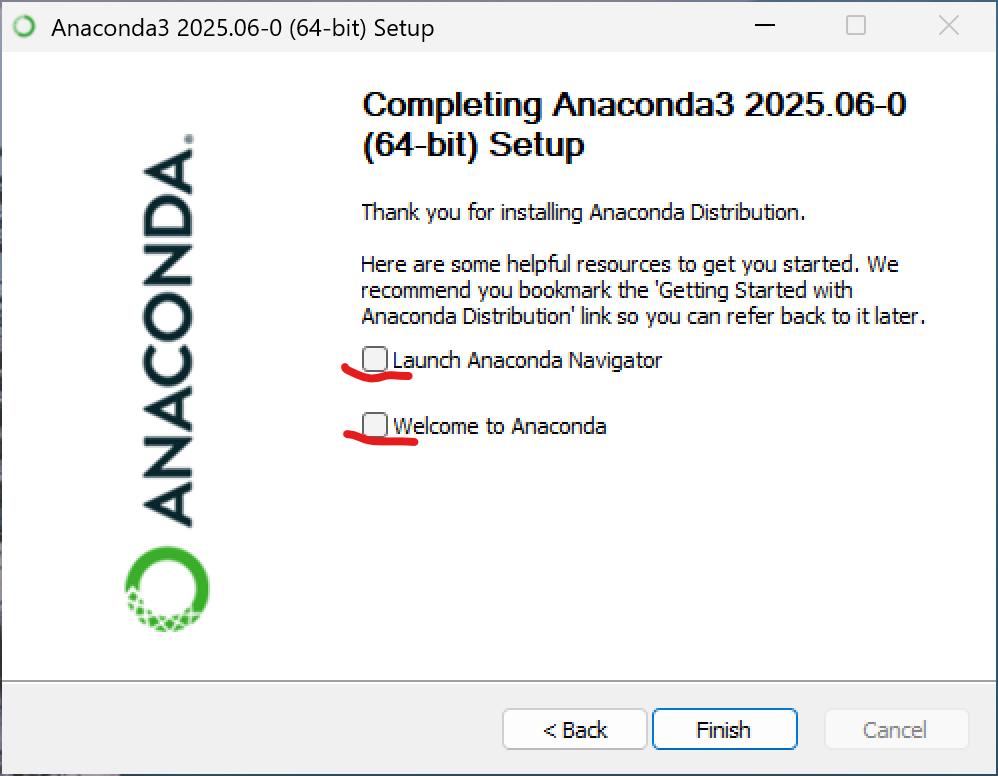 Anaconda3 2025.06-0 (64-bit) Setup
ANACONDA.
Completing Anaconda3 2025.06-0
(64-bit) Setup
Thank you for installing Anaconda Distribution.
Here are some helpful resources to get you started. We
recommend you bookmark the 'Getting Started with
Anaconda Distribution' link so you can refer back to it later.
Launch Anaconda Navigator
Welcome to Anaconda
< Back
Finish
Cancel